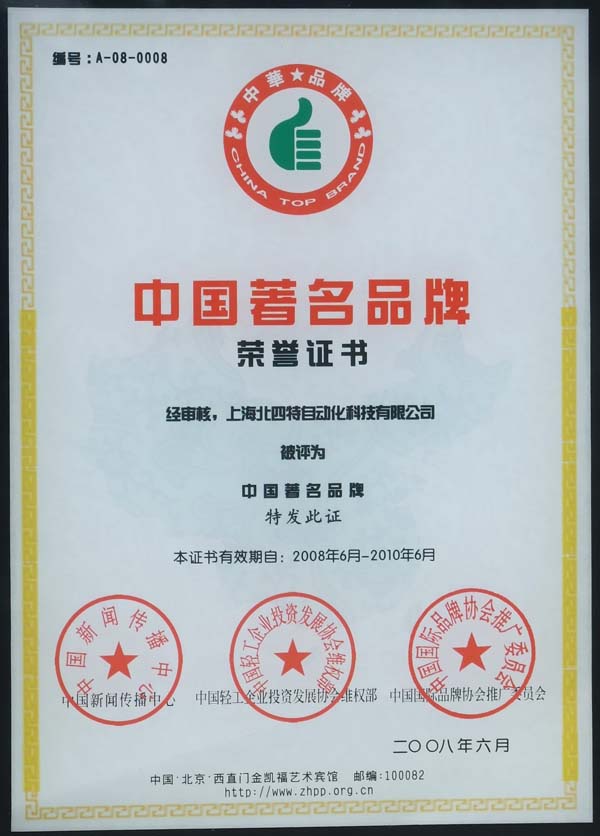 编号：A-08-0008
中華★品牌
CHINA TOP BRAND
中国著名品牌
荣誉证书
经审核，上海北四特自动化科技有限公司
被评为
中国著名品牌
特发此证
本证书有效期自：2008年6月-2010年6月
中国新闻传播中心
中国轻工企业投资发展协会维权部
中国国际品牌协会推广委员会
中国新闻传播中心
中国轻工企业投资发展协会维权部
中国国际品牌协会推广委员会
二〇〇八年六月
中国·北京·西直门金凯福艺术宾馆 邮编:100082
http://www.zhpp.org.cn